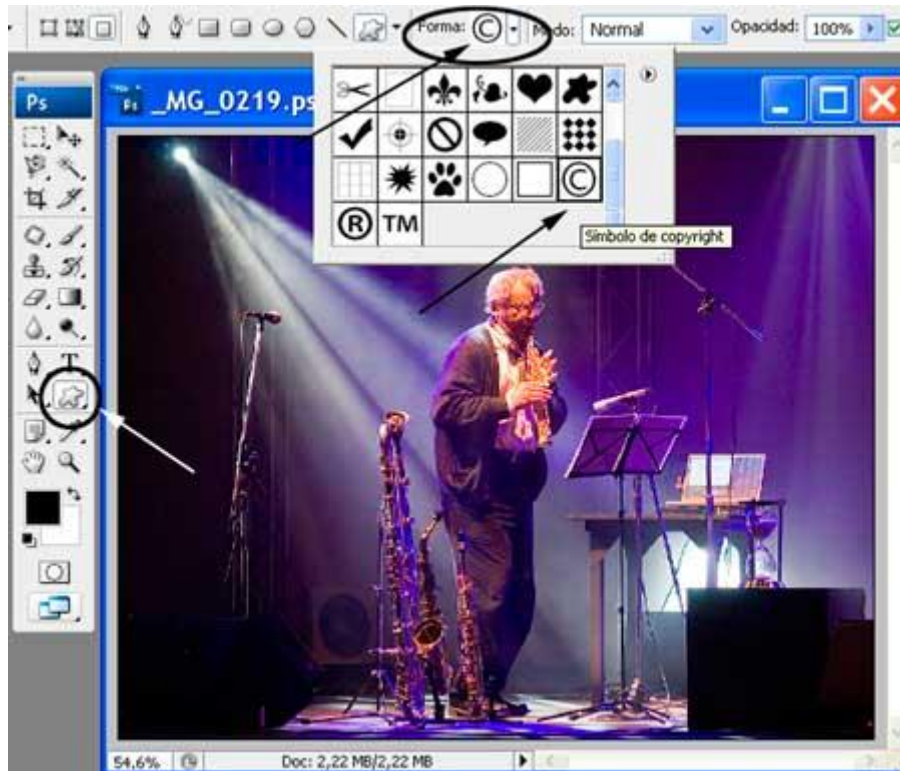 Forma: © Modo: Normal Opacidad: 100%
Ps
Ps _MG_0219.ps
® TM
Símbolo de copyright
T
54,6% Doc: 2,22 MB/2,22 MB